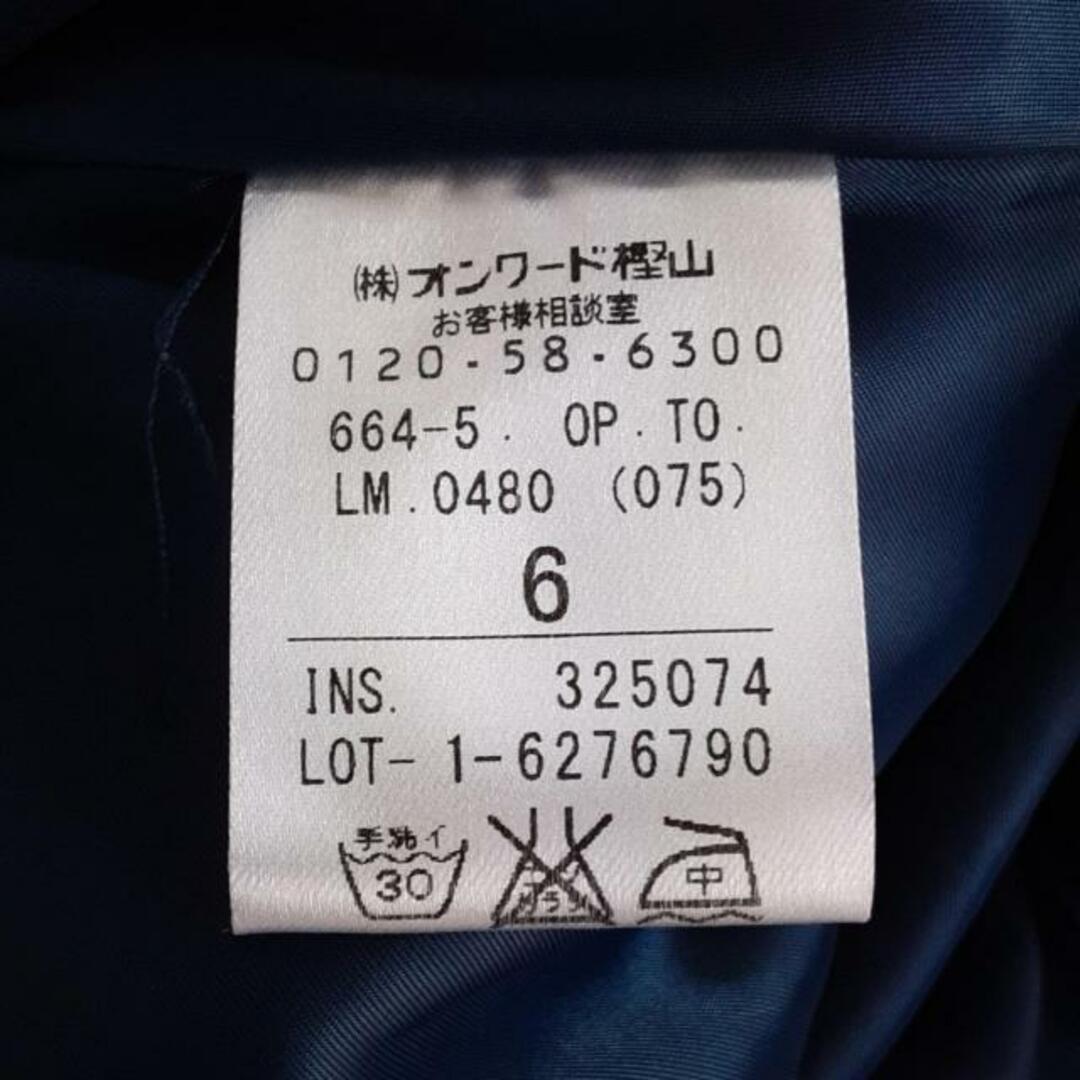 (株)オンワード樫山
お客様相談室
0120-58-6300
664-5. OP.TO.
LM.0480 (075)
6
INS. 325074
LOT- 1-6276790
手洗イ
30
中